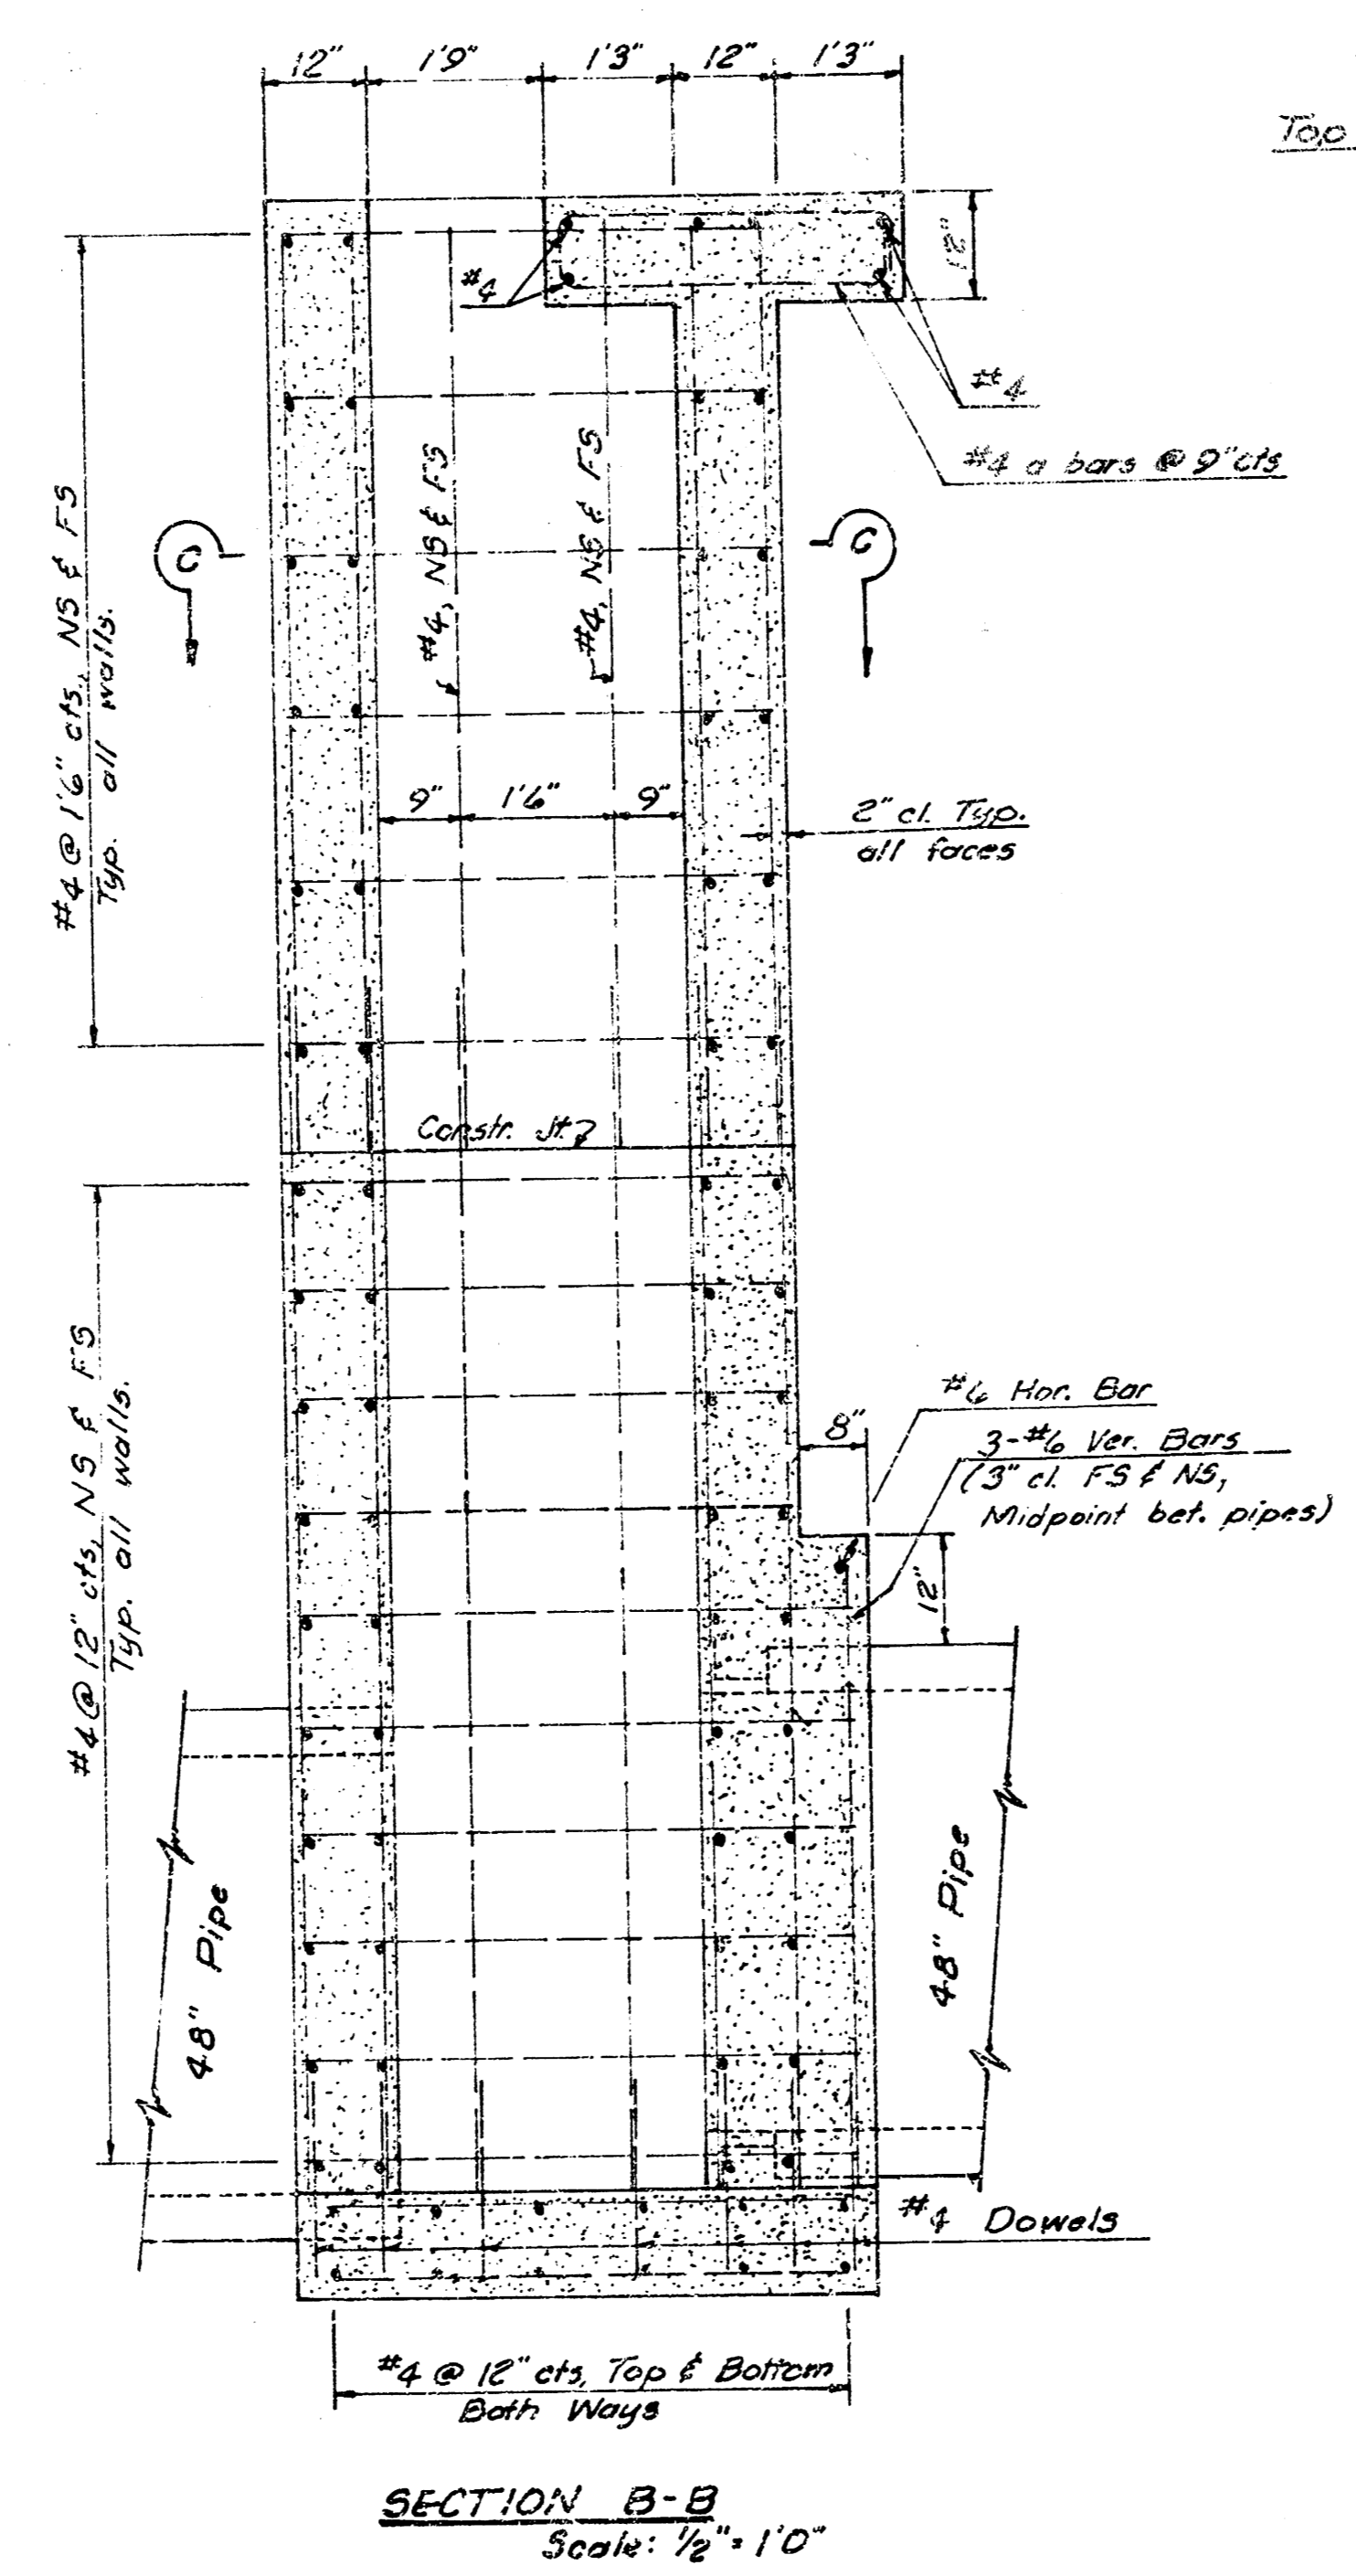 12" 1'9" 1'3" 12" 1'3"
Top
12"
#4
#4
#4 a bars @ 9" cts
#4 @ 1'6" cts., NS & FS
Typ. all walls.
C
C
#4, NS & FS
#4, NS & FS
9" 1'6" 9"
2" cl. Typ.
all faces
Constr. Jt.
#4 @ 12" cts, NS & FS
Typ. all walls.
#6 Hor. Bar
8"
3-#6 Ver. Bars
(3" cl. FS & NS,
Midpoint bet. pipes)
12"
48" Pipe
48" Pipe
#4 Dowels
#4 @ 12" cts, Top & Bottom
Both Ways
SECTION B-B
Scale: 1/2" = 1'0"